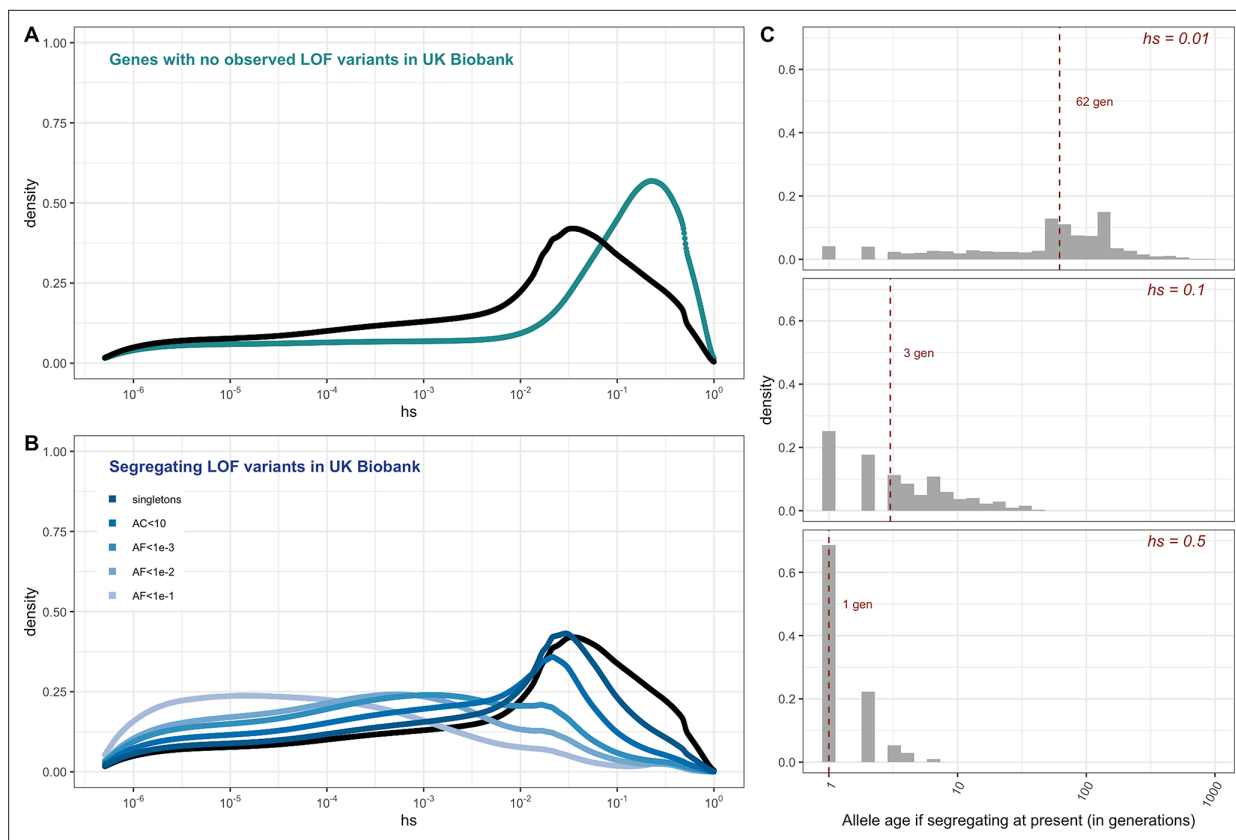 A
Genes with no observed LOF variants in UK Biobank
1.00
0.75
0.50
0.25
0.00
density
10^-6
10^-5
10^-4
10^-3
10^-2
10^-1
10^0
hs
B
Segregating LOF variants in UK Biobank
singletons
AC<10
AF<1e-3
AF<1e-2
AF<1e-1
1.00
0.75
0.50
0.25
0.00
density
10^-6
10^-5
10^-4
10^-3
10^-2
10^-1
10^0
hs
C
hs = 0.01
62 gen
0.6
0.4
0.2
0.0
hs = 0.1
3 gen
0.6
0.4
0.2
0.0
density
hs = 0.5
1 gen
0.6
0.4
0.2
0.0
1
10
100
1000
Allele age if segregating at present (in generations)